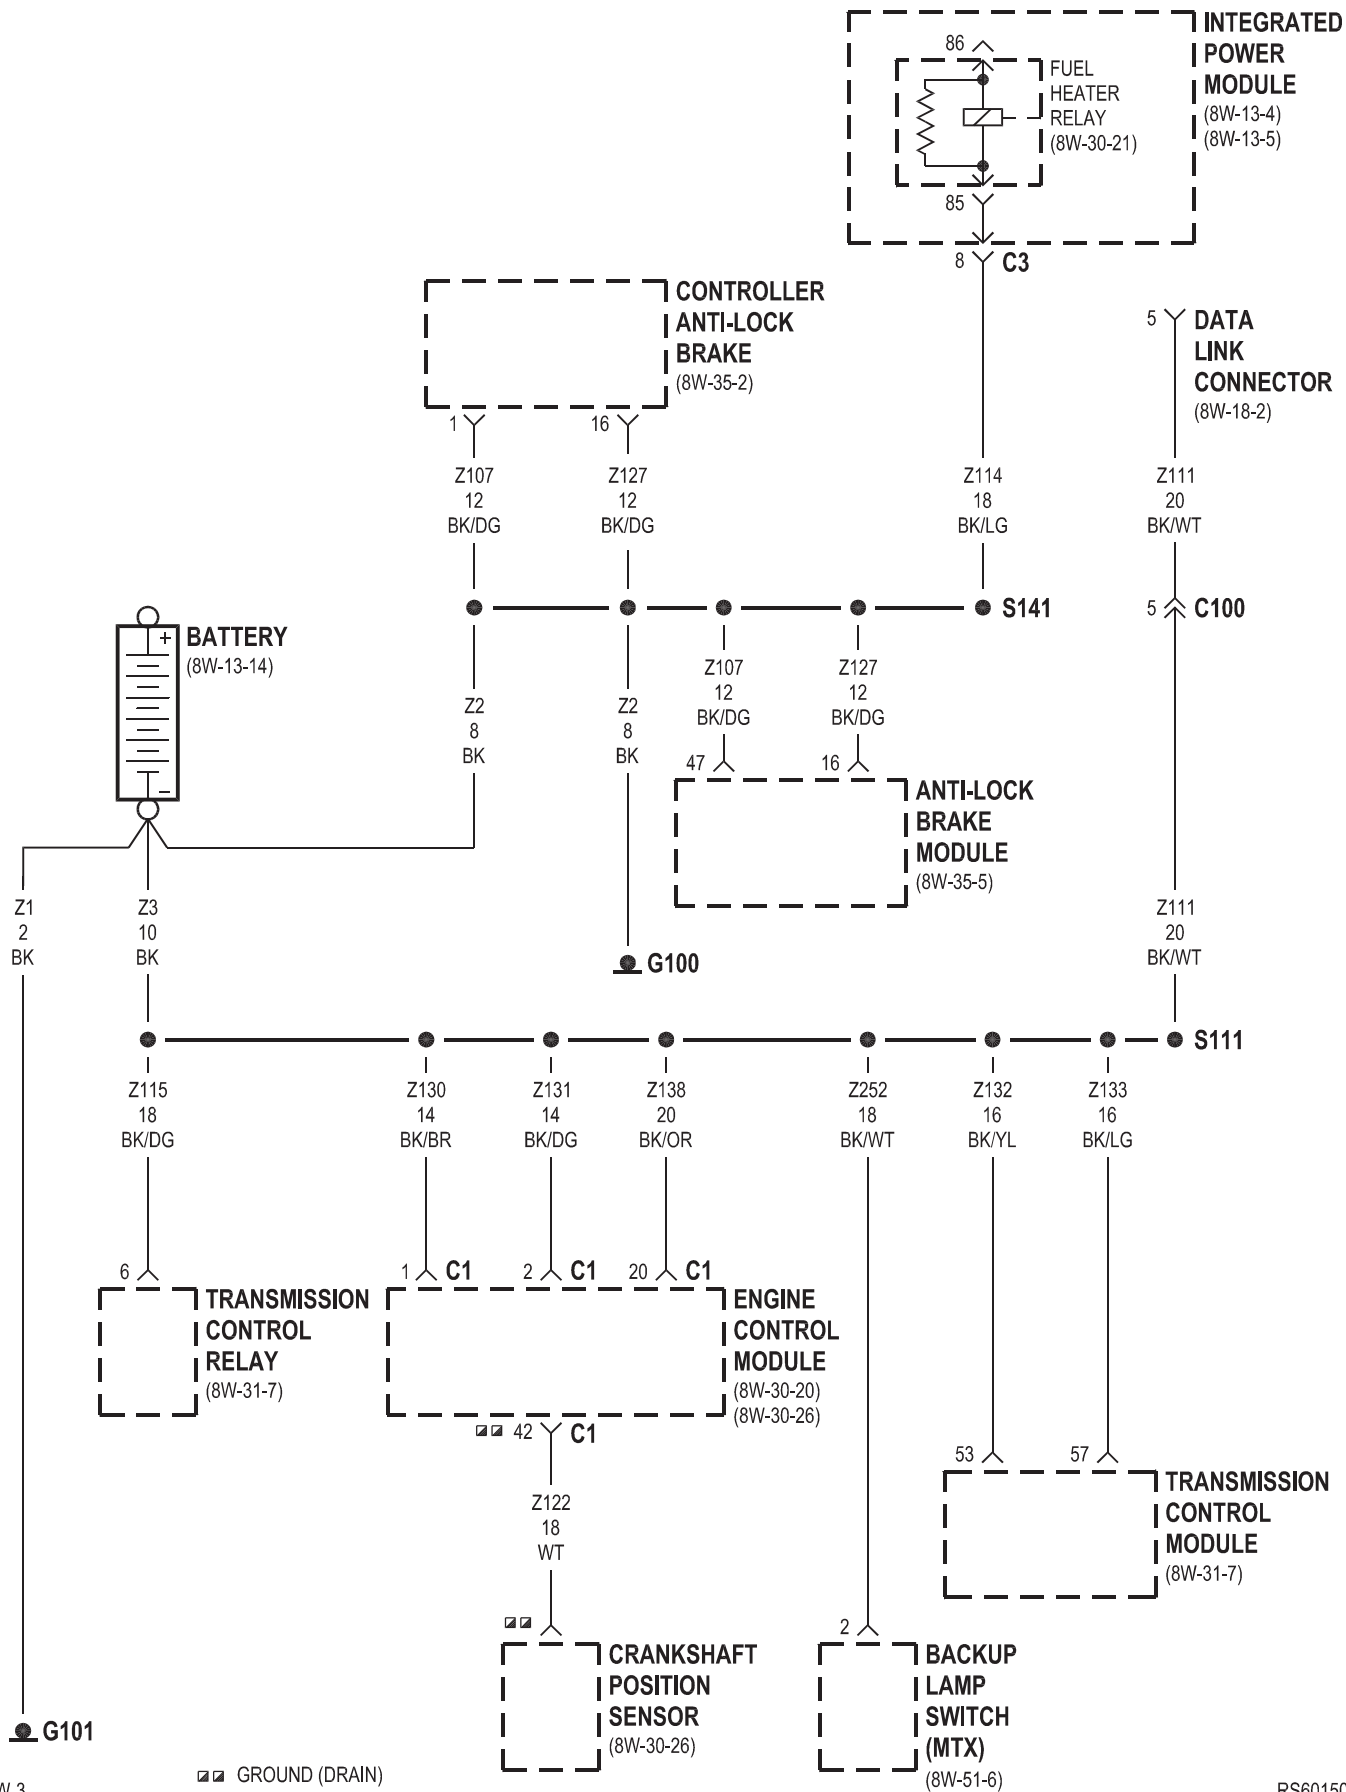 INTEGRATED
POWER
MODULE
(8W-13-4)
(8W-13-5)
86
FUEL
HEATER
RELAY
(8W-30-21)
85
8 C3
CONTROLLER
ANTI-LOCK
BRAKE
(8W-35-2)
1
16
5
DATA
LINK
CONNECTOR
(8W-18-2)
Z107
12
BK/DG
Z127
12
BK/DG
Z114
18
BK/LG
Z111
20
BK/WT
S141
5 C100
+
BATTERY
(8W-13-14)
-
Z2
8
BK
Z2
8
BK
Z107
12
BK/DG
Z127
12
BK/DG
47
16
ANTI-LOCK
BRAKE
MODULE
(8W-35-5)
Z1
2
BK
Z3
10
BK
Z111
20
BK/WT
G100
S111
Z115
18
BK/DG
Z130
14
BK/BR
Z131
14
BK/DG
Z138
20
BK/OR
Z252
18
BK/WT
Z132
16
BK/YL
Z133
16
BK/LG
6
1 C1
2 C1
20 C1
TRANSMISSION
CONTROL
RELAY
(8W-31-7)
ENGINE
CONTROL
MODULE
(8W-30-20)
(8W-30-26)
42 C1
53
57
TRANSMISSION
CONTROL
MODULE
(8W-31-7)
Z122
18
WT
2
CRANKSHAFT
POSITION
SENSOR
(8W-30-26)
BACKUP
LAMP
SWITCH
(MTX)
(8W-51-6)
G101
GROUND (DRAIN)
RS60150